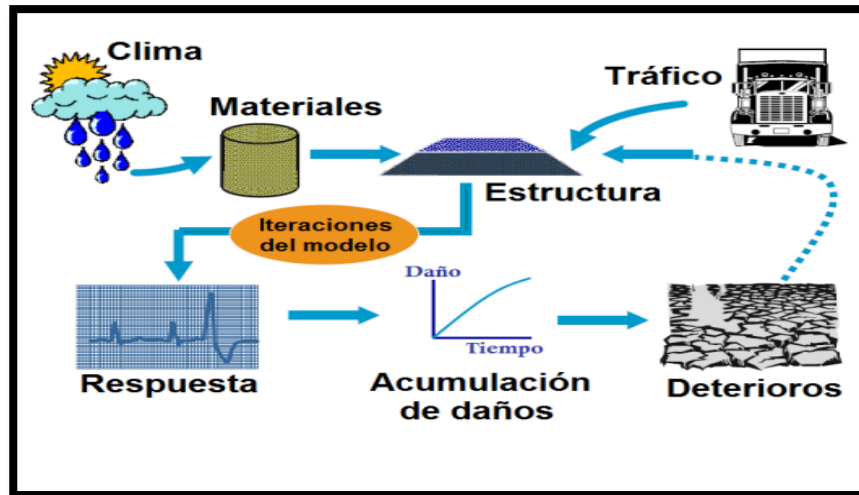 Clima
Tráfico
Materiales
Estructura
Iteraciones
del modelo
Daño
Tiempo
Respuesta
Acumulación
de daños
Deterioros